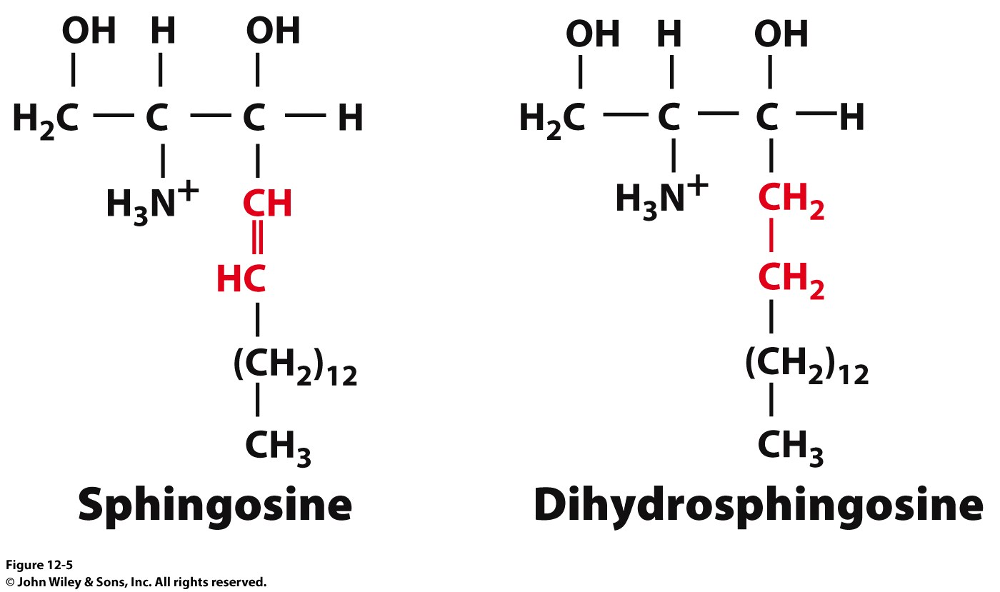 OH H OH
H₂C — C — C — H
H₃N⁺ CH
HC
(CH₂)₁₂
CH₃
Sphingosine
OH H OH
H₂C — C — C — H
H₃N⁺ CH₂
CH₂
(CH₂)₁₂
CH₃
Dihydrosphingosine
Figure 12-5
© John Wiley & Sons, Inc. All rights reserved.